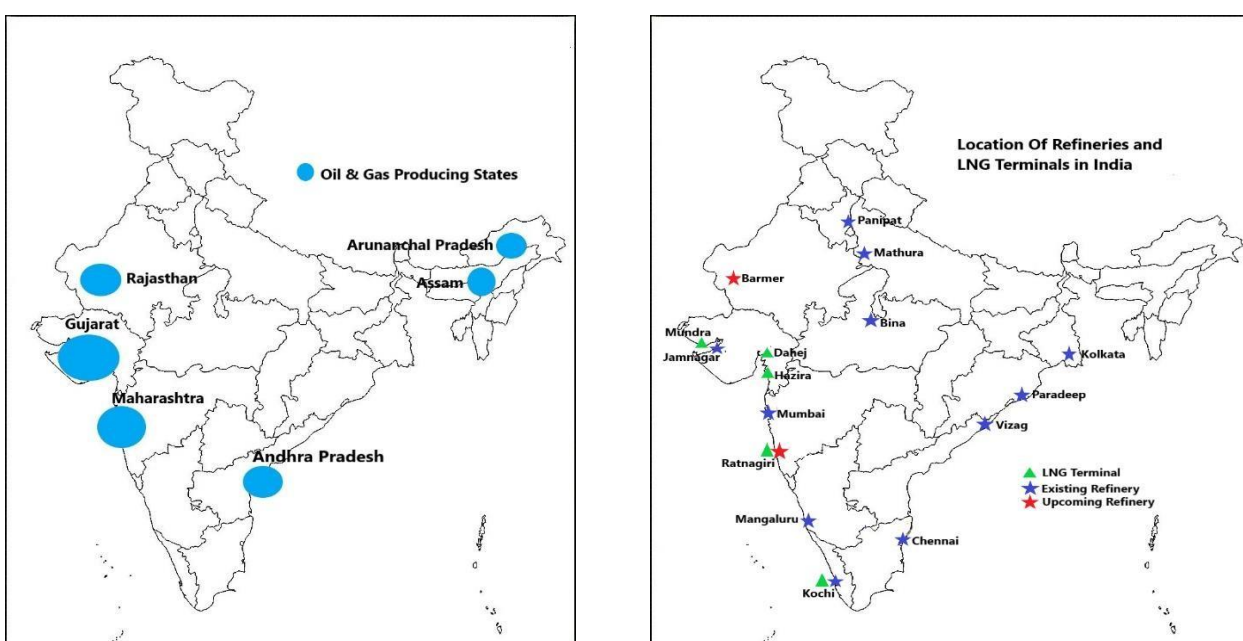 Oil & Gas Producing States
Arunanchal Pradesh
Rajasthan
Assam
Gujarat
Maharashtra
Andhra Pradesh
Location Of Refineries and
LNG Terminals in India
Panipat
Mathura
Barmer
Bina
Mundra
Jamnagar
Dahej
Hazira
Kolkata
Paradeep
Mumbai
Vizag
Ratnagiri
LNG Terminal
Existing Refinery
Upcoming Refinery
Mangaluru
Chennai
Kochi